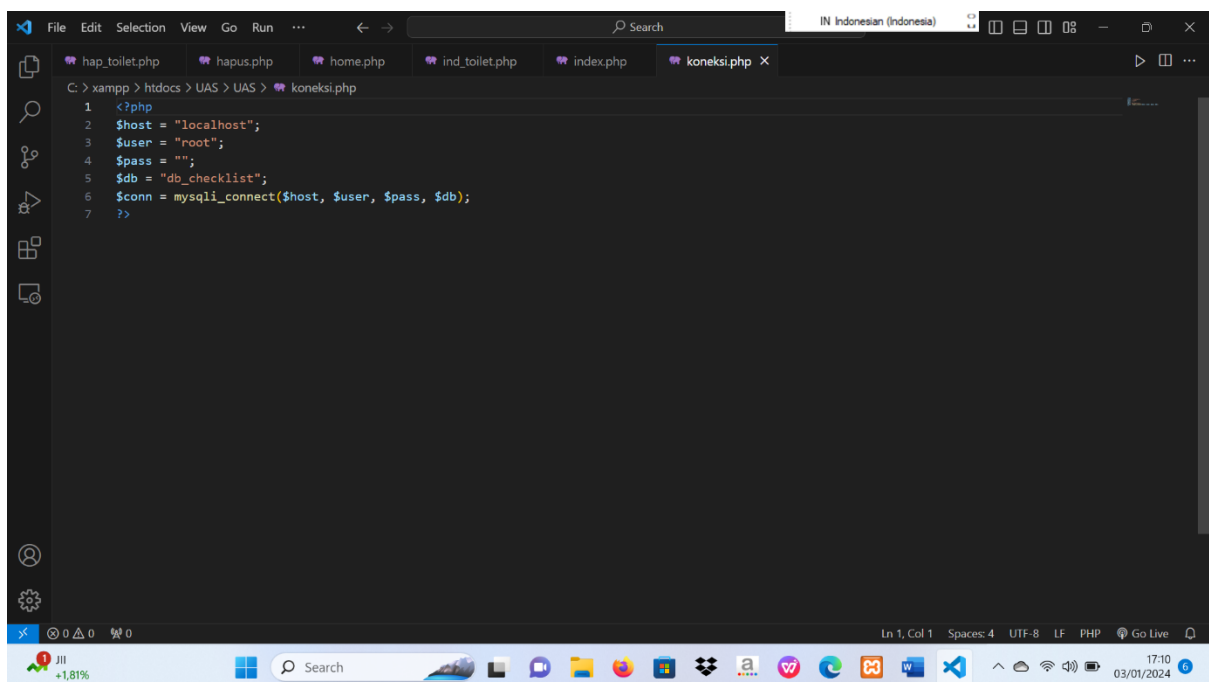 File Edit Selection View Go Run ··· Search IN Indonesian (Indonesia)
hap_toilet.php hapus.php home.php ind_toilet.php index.php koneksi.php
C: > xampp > htdocs > UAS > UAS > koneksi.php
1 <?php
2 $host = "localhost";
3 $user = "root";
4 $pass = "";
5 $db = "db_checklist";
6 $conn = mysqli_connect($host, $user, $pass, $db);
7 ?>
0 0 0 Ln 1, Col 1 Spaces: 4 UTF-8 LF PHP Go Live
1 JII Search a W 17:10
+1,81% 03/01/2024 6